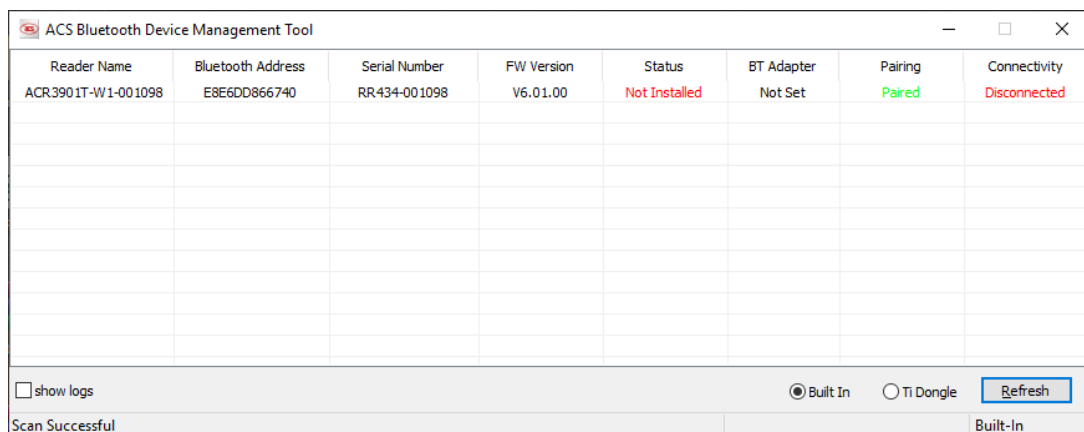 ACS Bluetooth Device Management Tool
Reader Name Bluetooth Address Serial Number FW Version Status BT Adapter Pairing Connectivity
ACR3901T-W1-001098 E8E6DD866740 RR434-001098 V6.01.00 Not Installed Not Set Paired Disconnected
show logs Built In Ti Dongle Refresh
Scan Successful Built-In